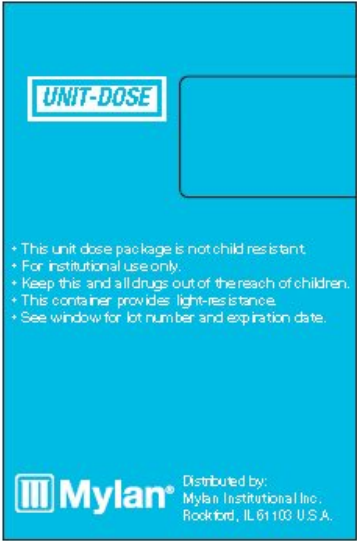 UNIT-DOSE
• This unit dose package is not child resistant.
• For institutional use only.
• Keep this and all drugs out of the reach of children.
• This container provides light-resistance.
• See window for lot number and expiration date.
Mylan®
Distributed by:
Mylan Institutional Inc.
Rockford, IL 61103 U.S.A.